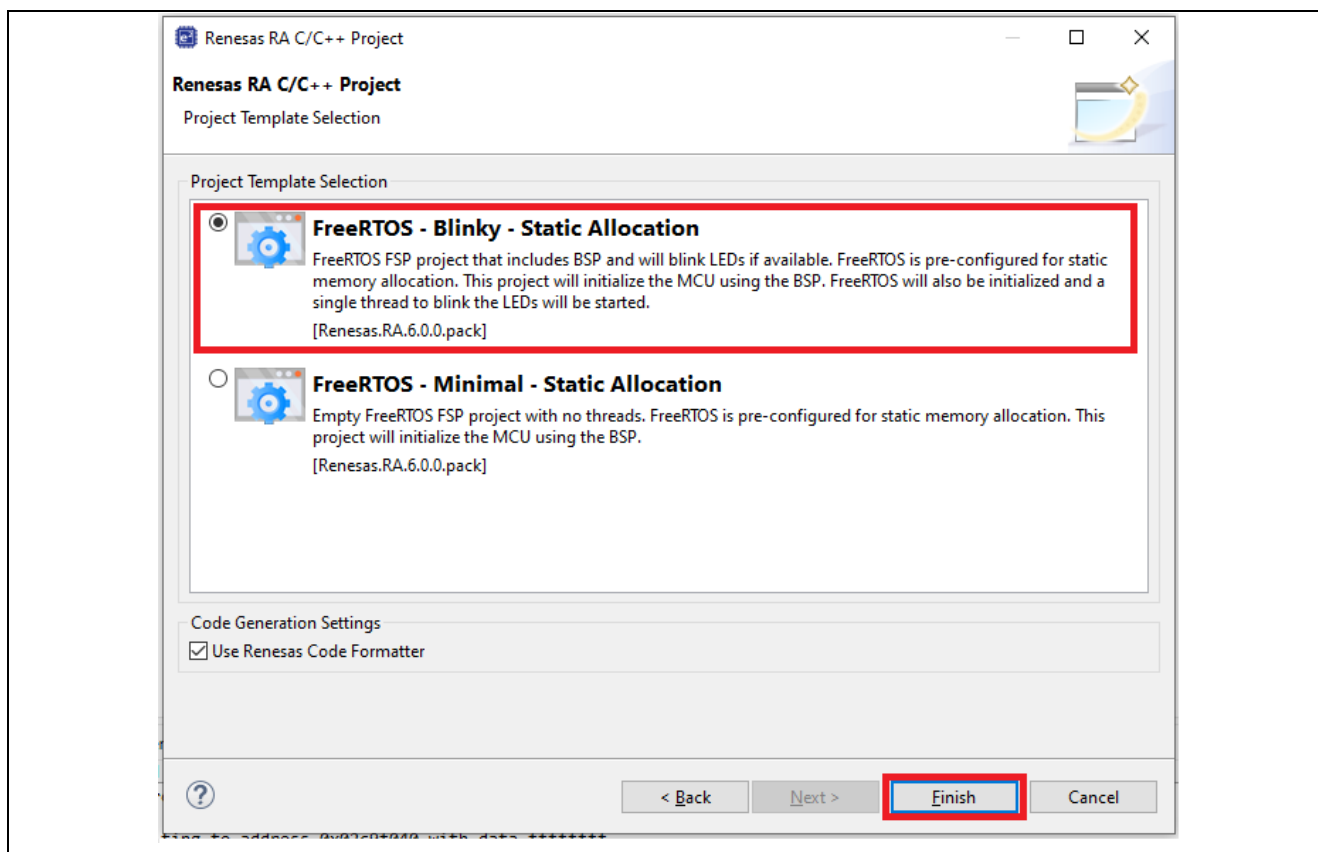 Renesas RA C/C++ Project
Renesas RA C/C++ Project
Project Template Selection
Project Template Selection
FreeRTOS - Blinky - Static Allocation
FreeRTOS FSP project that includes BSP and will blink LEDs if available. FreeRTOS is pre-configured for static
memory allocation. This project will initialize the MCU using the BSP. FreeRTOS will also be initialized and a
single thread to blink the LEDs will be started.
[Renesas.RA.6.0.0.pack]
FreeRTOS - Minimal - Static Allocation
Empty FreeRTOS FSP project with no threads. FreeRTOS is pre-configured for static memory allocation. This
project will initialize the MCU using the BSP.
[Renesas.RA.6.0.0.pack]
Code Generation Settings
Use Renesas Code Formatter
? < Back Next > Finish Cancel
to address with data